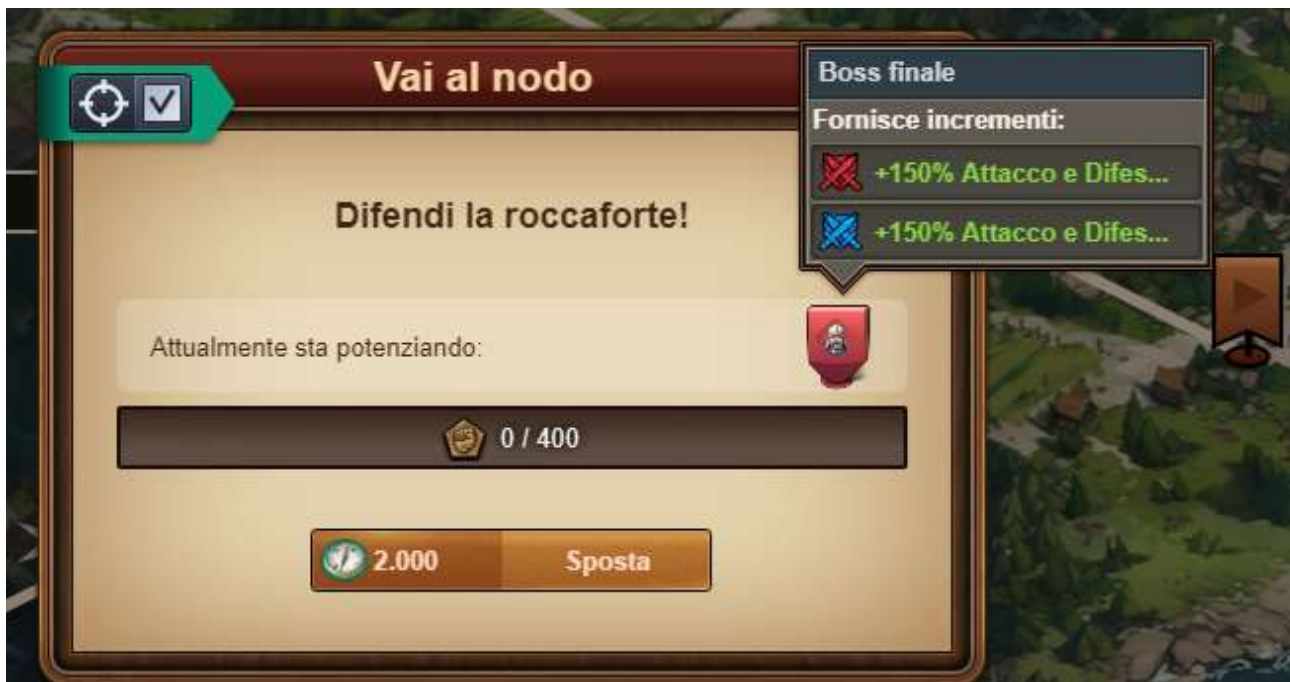 Vai al nodo
Boss finale
Fornisce incrementi:
+150% Attacco e Difes...
+150% Attacco e Difes...
Difendi la roccaforte!
Attualmente sta potenziando:
0 / 400
2.000 Sposta